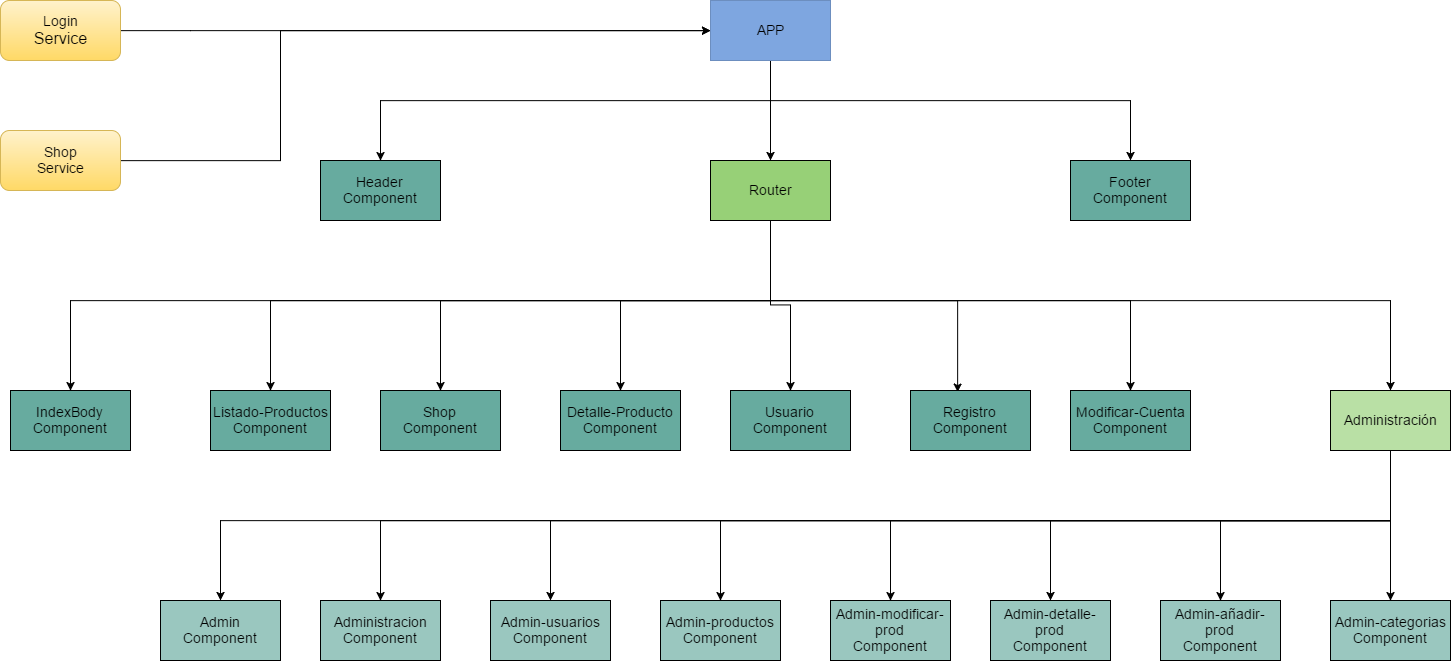 Login
Service
APP
Shop
Service
Header
Component
Router
Footer
Component
IndexBody
Component
Listado-Productos
Component
Shop
Component
Detalle-Producto
Component
Usuario
Component
Registro
Component
Modificar-Cuenta
Component
Administración
Admin
Component
Administracion
Component
Admin-usuarios
Component
Admin-productos
Component
Admin-modificar-
prod
Component
Admin-detalle-
prod
Component
Admin-añadir-
prod
Component
Admin-categorias
Component